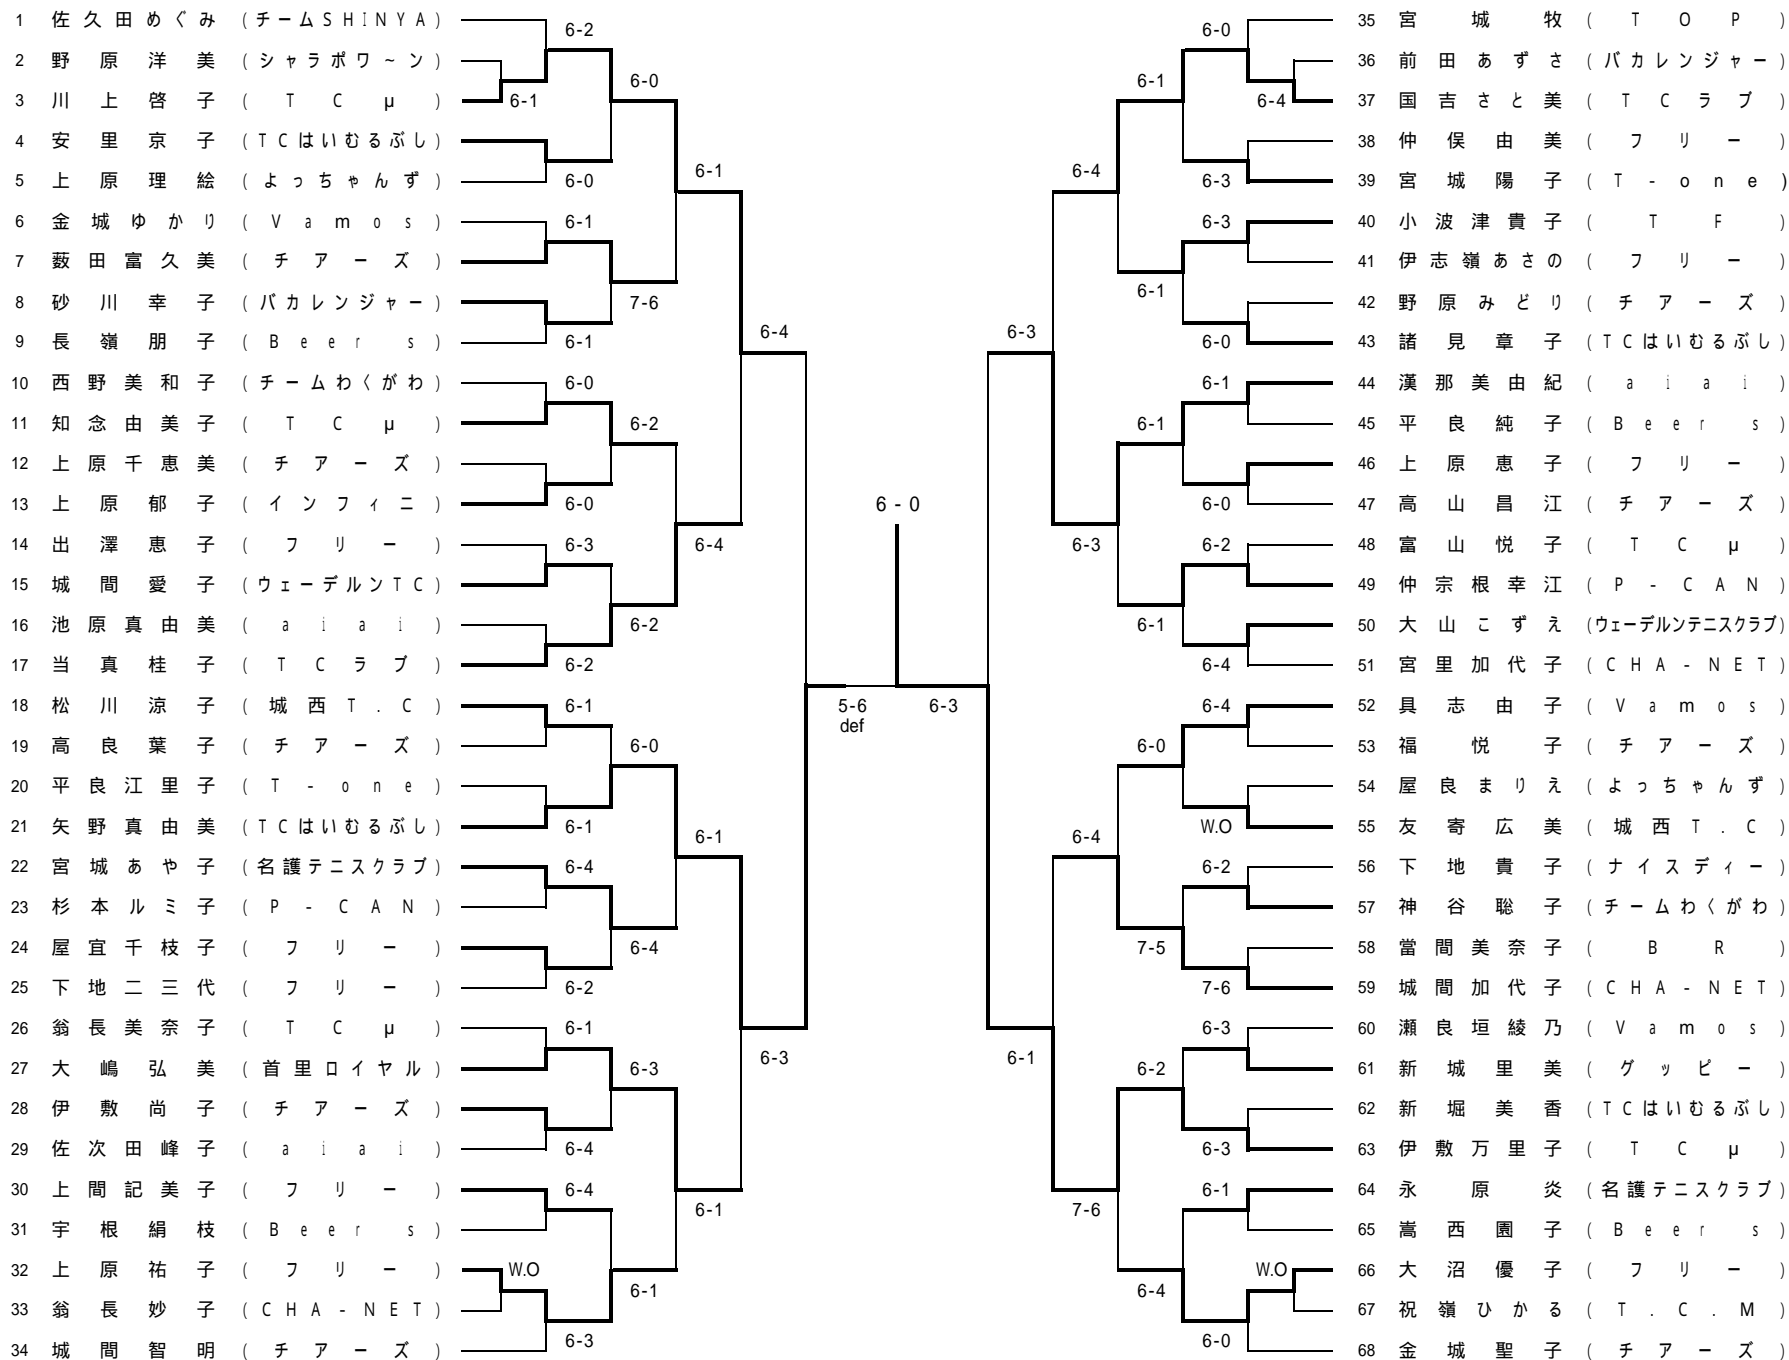 1 佐久田めぐみ (チームSHINYA)
2 野原洋美 (シャラポワ~ン)
3 川上啓子 (TCμ)
4 安里京子 (TCはいむるぶし)
5 上原理絵 (よっちゃんず)
6 金城ゆかり (Vamos)
7 薮田富久美 (チアーズ)
8 砂川幸子 (バカレンジャー)
9 長嶺朋子 (Beer s)
10 西野美和子 (チームわくがわ)
11 知念由美子 (TCμ)
12 上原千恵美 (チアーズ)
13 上原郁子 (インフィニ)
14 出澤恵子 (フリー)
15 城間愛子 (ウェーデルンTC)
16 池原真由美 (aiai)
17 当真桂子 (TCラブ)
18 松川涼子 (城西T.C)
19 高良葉子 (チアーズ)
20 平良江里子 (T-one)
21 矢野真由美 (TCはいむるぶし)
22 宮城あや子 (名護テニスクラブ)
23 杉本ルミ子 (P-CAN)
24 屋宜千枝子 (フリー)
25 下地二三代 (フリー)
26 翁長美奈子 (TCμ)
27 大嶋弘美 (首里ロイヤル)
28 伊敷尚子 (チアーズ)
29 佐次田峰子 (aiai)
30 上間記美子 (フリー)
31 宇根絹枝 (Beer s)
32 上原祐子 (フリー)
33 翁長妙子 (CHA-NET)
34 城間智明 (チアーズ)
6-1
W.O
6-2
6-0
6-1
6-1
6-0
6-0
6-3
6-2
6-1
6-1
6-4
6-2
6-1
6-4
6-4
6-3
6-0
7-6
6-2
6-2
6-0
6-4
6-3
6-1
6-1
6-4
6-1
6-1
6-4
6-3
5-6
def
6 - 0
6-3
6-3
6-1
6-4
6-3
6-4
7-6
6-1
6-1
6-1
6-1
6-0
7-5
6-2
6-4
6-0
6-3
6-3
6-0
6-1
6-0
6-2
6-4
6-4
W.O
6-2
7-6
6-3
6-3
6-1
6-0
6-4
W.O
35 宮城牧 (TOP)
36 前田あずさ (バカレンジャー)
37 国吉さと美 (TCラブ)
38 仲俣由美 (フリー)
39 宮城陽子 (T-one)
40 小波津貴子 (TF)
41 伊志嶺あさの (フリー)
42 野原みどり (チアーズ)
43 諸見章子 (TCはいむるぶし)
44 漢那美由紀 (aiai)
45 平良純子 (Beer s)
46 上原恵子 (フリー)
47 高山昌江 (チアーズ)
48 富山悦子 (TCμ)
49 仲宗根幸江 (P-CAN)
50 大山こずえ (ウェーデルンテニスクラブ)
51 宮里加代子 (CHA-NET)
52 具志由子 (Vamos)
53 福悦子 (チアーズ)
54 屋良まりえ (よっちゃんず)
55 友寄広美 (城西T.C)
56 下地貴子 (ナイスディー)
57 神谷聡子 (チームわくがわ)
58 當間美奈子 (BR)
59 城間加代子 (CHA-NET)
60 瀬良垣綾乃 (Vamos)
61 新城里美 (グッピー)
62 新堀美香 (TCはいむるぶし)
63 伊敷万里子 (TCμ)
64 永原炎 (名護テニスクラブ)
65 嵩西園子 (Beer s)
66 大沼優子 (フリー)
67 祝嶺ひかる (T.C.M)
68 金城聖子 (チアーズ)